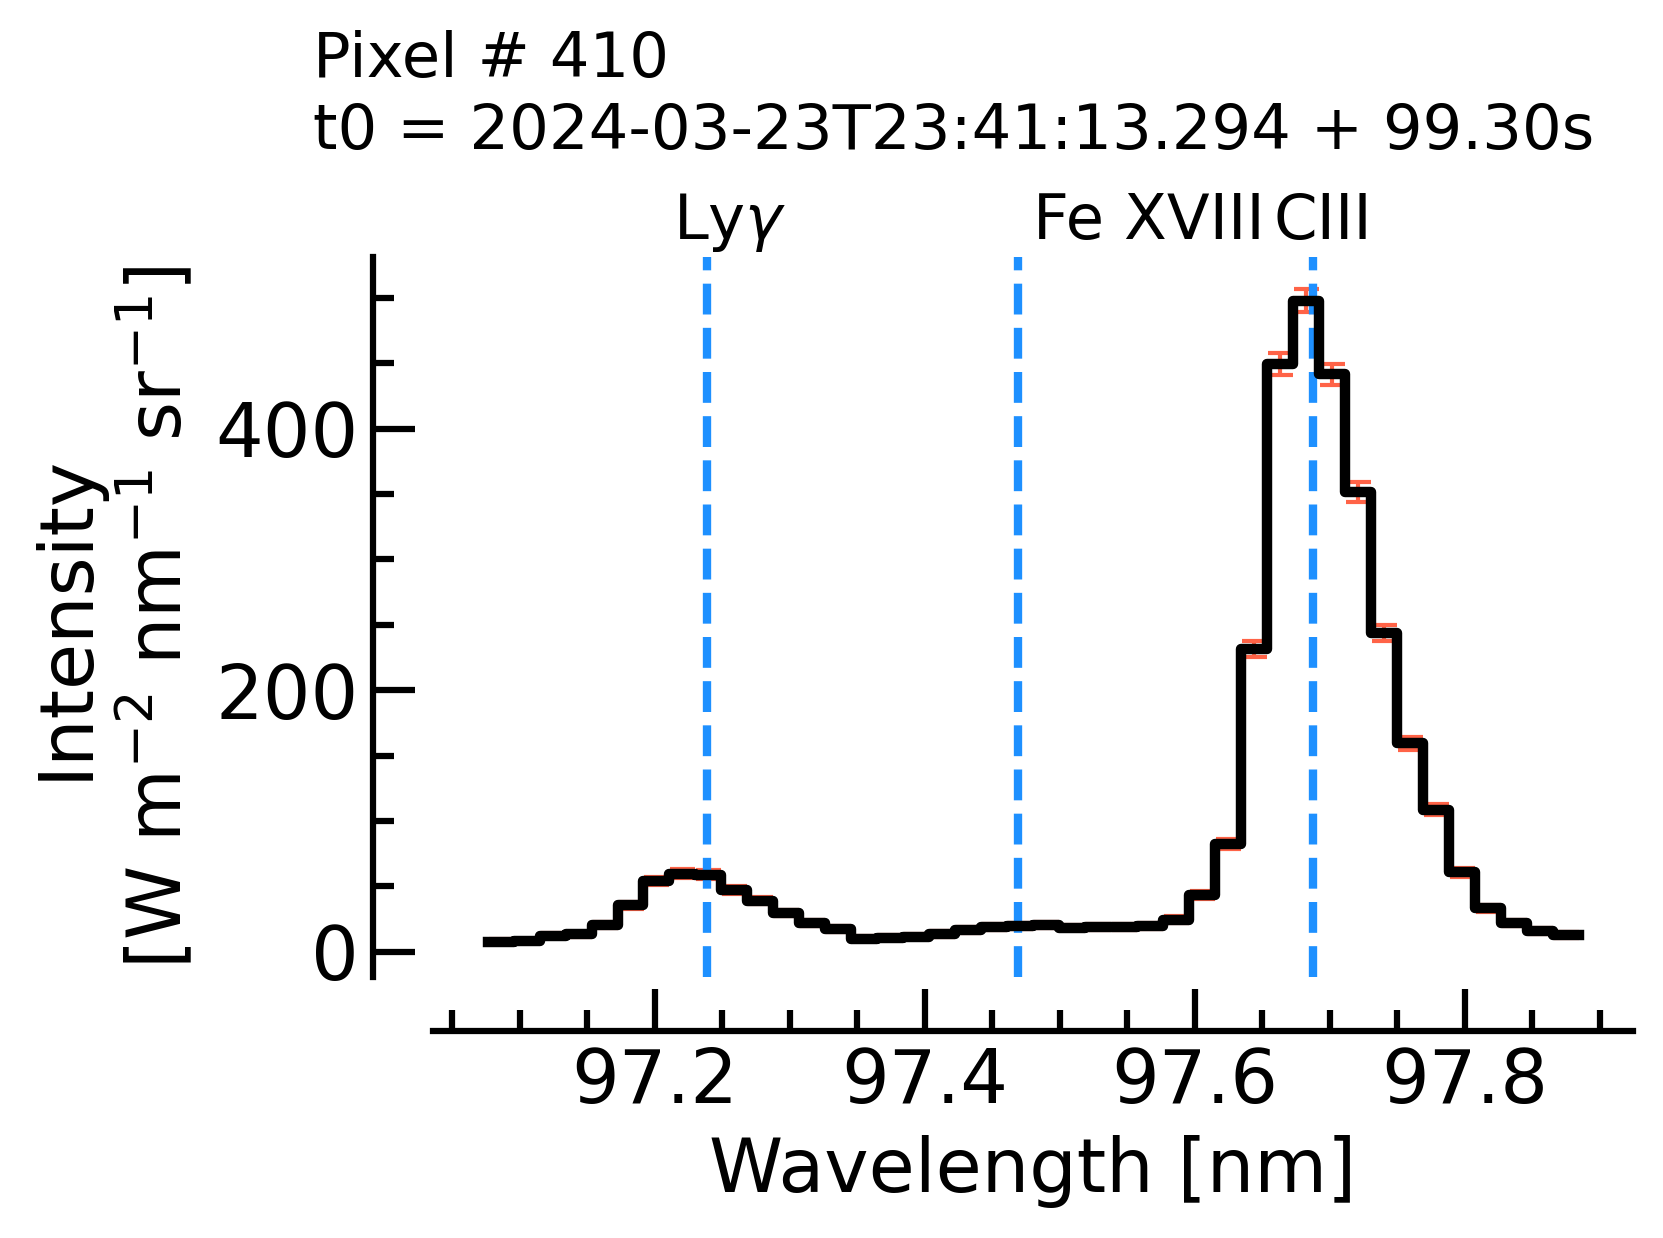 Pixel # 410
t0 = 2024-03-23T23:41:13.294 + 99.30s
Lyγ Fe XVIII CIII
Intensity
[W m⁻² nm⁻¹ sr⁻¹]
400
200
0
97.2 97.4 97.6 97.8
Wavelength [nm]